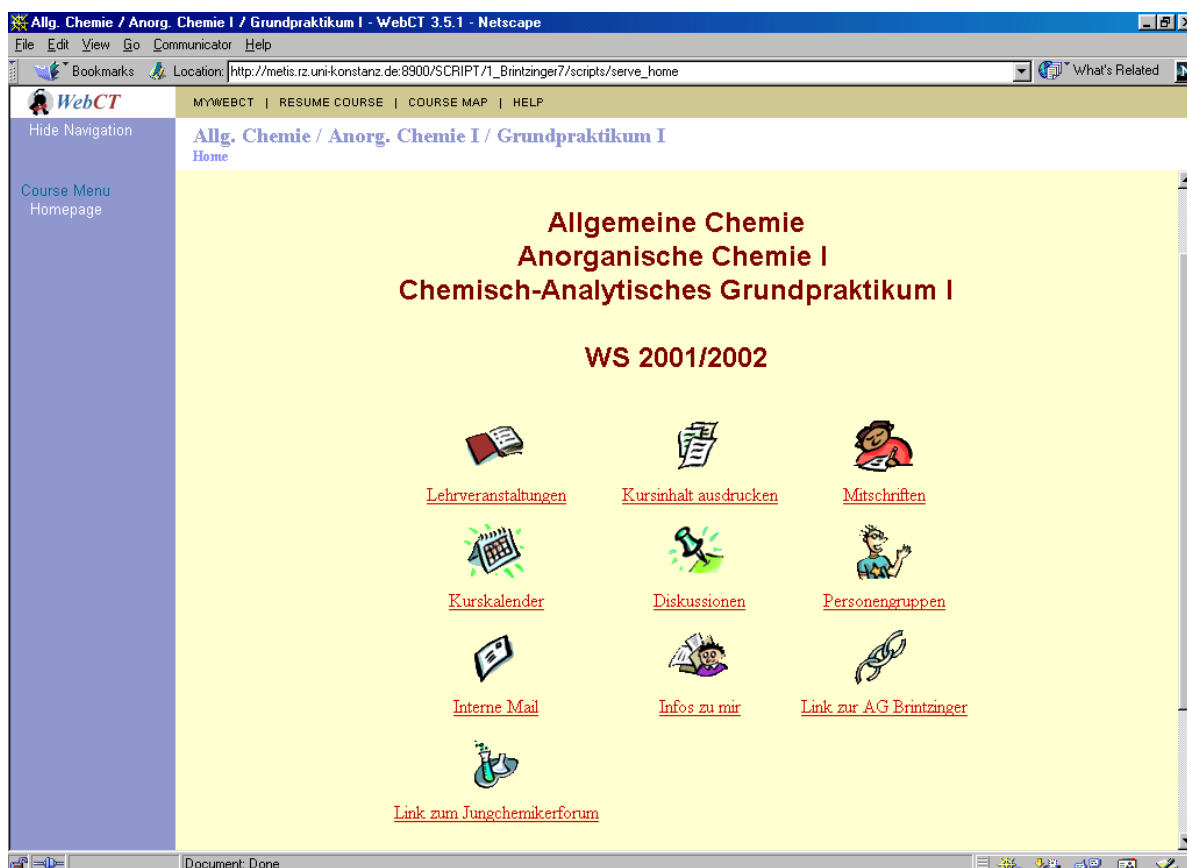 Allg. Chemie / Anorg. Chemie I / Grundpraktikum I - WebCT 3.5.1 - Netscape
File Edit View Go Communicator Help
Bookmarks Location: http://metis.rz.uni-konstanz.de:8900/SCRIPT/1_Brintzinger7/scripts/serve_home What's Related
WebCT MYWEBCT | RESUME COURSE | COURSE MAP | HELP
Hide Navigation
Allg. Chemie / Anorg. Chemie I / Grundpraktikum I
Home
Course Menu
Homepage
Allgemeine Chemie
Anorganische Chemie I
Chemisch-Analytisches Grundpraktikum I
WS 2001/2002
Lehrveranstaltungen Kursinhalt ausdrucken Mitschriften
Kurskalender Diskussionen Personengruppen
Interne Mail Infos zu mir Link zur AG Brintzinger
Link zum Jungchemikerforum
Document: Done